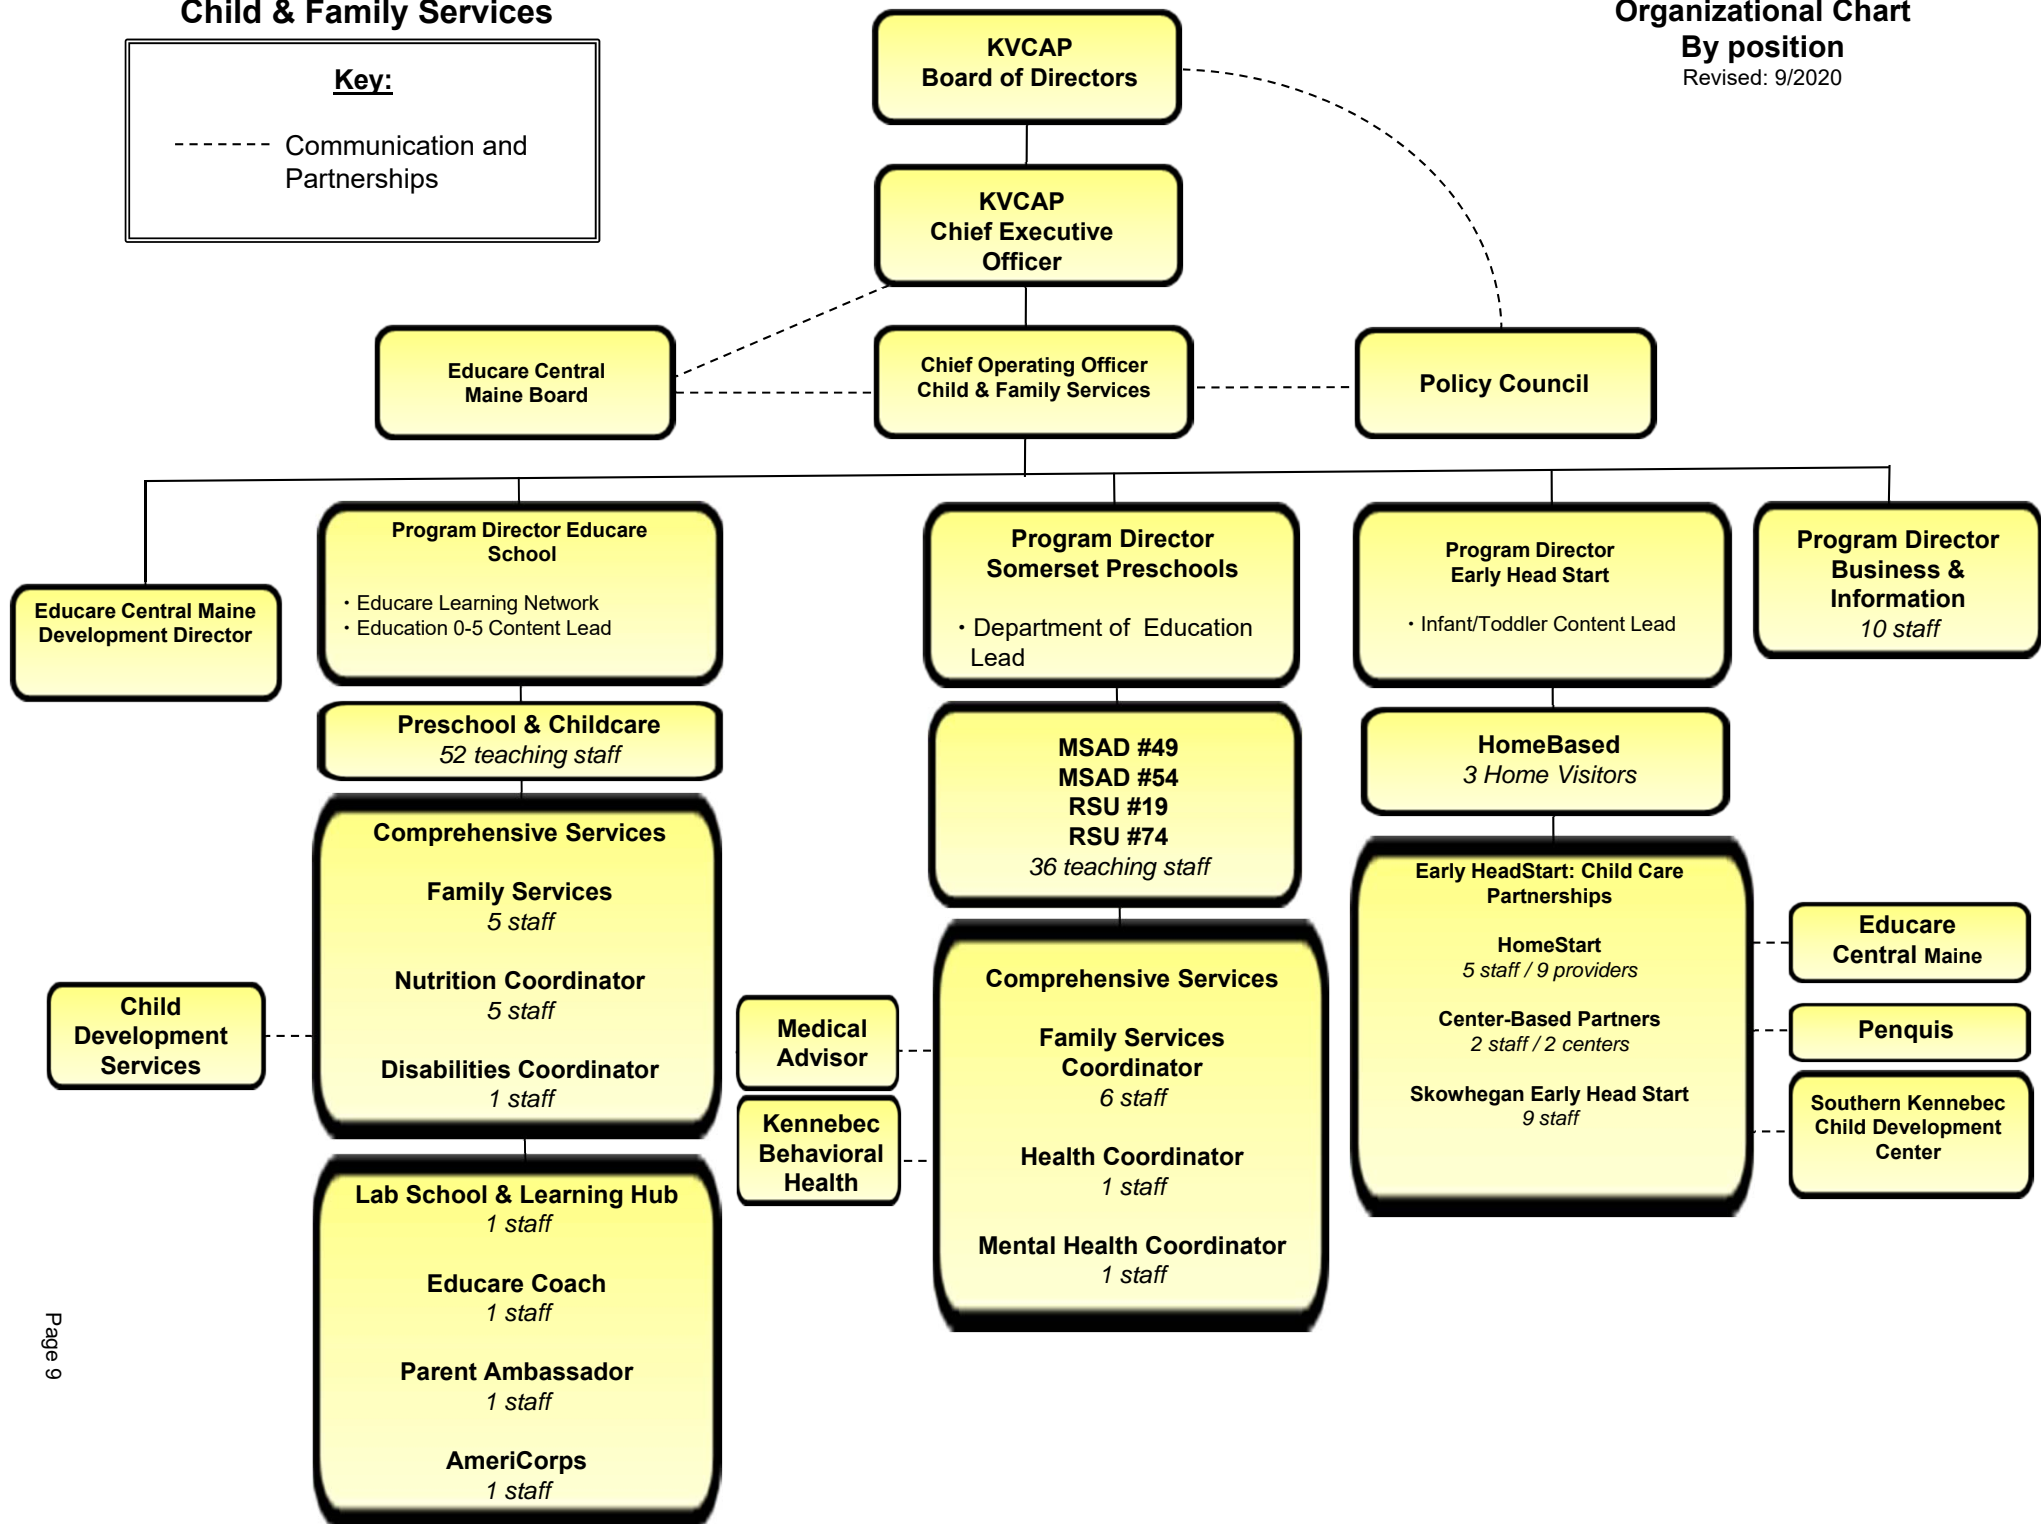 Child & Family Services
Organizational Chart
By position
Revised: 9/2020
Key:
Communication and
Partnerships
KVCAP
Board of Directors
KVCAP
Chief Executive
Officer
Educare Central
Maine Board
Chief Operating Officer
Child & Family Services
Policy Council
Educare Central Maine
Development Director
Program Director Educare
School
· Educare Learning Network
· Education 0-5 Content Lead
Program Director
Somerset Preschools
· Department of Education
Lead
Program Director
Early Head Start
· Infant/Toddler Content Lead
Program Director
Business &
Information
10 staff
Preschool & Childcare
52 teaching staff
MSAD #49
MSAD #54
RSU #19
RSU #74
36 teaching staff
HomeBased
3 Home Visitors
Comprehensive Services
Family Services
5 staff
Nutrition Coordinator
5 staff
Disabilities Coordinator
1 staff
Child
Development
Services
Medical
Advisor
Kennebec
Behavioral
Health
Comprehensive Services
Family Services
Coordinator
6 staff
Health Coordinator
1 staff
Mental Health Coordinator
1 staff
Early HeadStart: Child Care
Partnerships
HomeStart
5 staff / 9 providers
Center-Based Partners
2 staff / 2 centers
Skowhegan Early Head Start
9 staff
Educare
Central Maine
Penquis
Southern Kennebec
Child Development
Center
Lab School & Learning Hub
1 staff
Educare Coach
1 staff
Parent Ambassador
1 staff
AmeriCorps
1 staff
Page 9